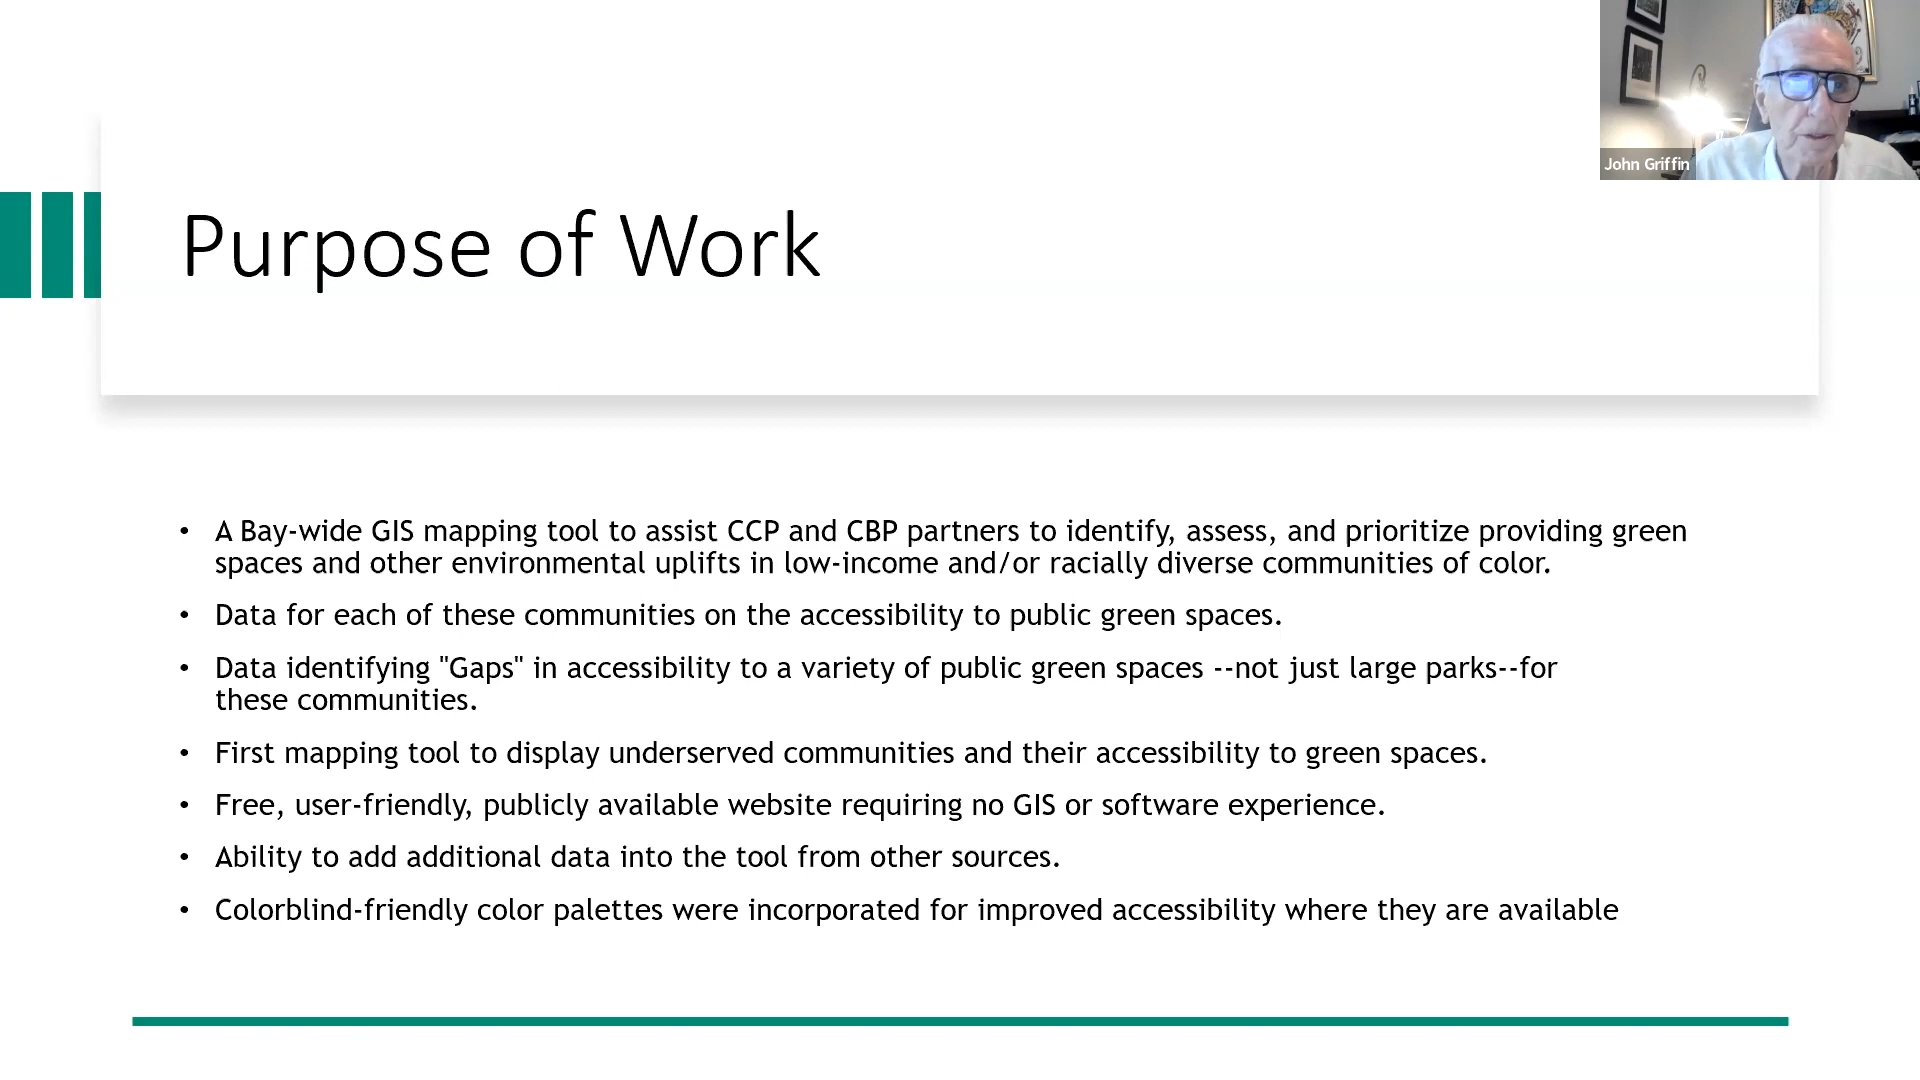 John Griffin
Purpose of Work
• A Bay-wide GIS mapping tool to assist CCP and CBP partners to identify, assess, and prioritize providing green
spaces and other environmental uplifts in low-income and/or racially diverse communities of color.
• Data for each of these communities on the accessibility to public green spaces.
• Data identifying "Gaps" in accessibility to a variety of public green spaces --not just large parks--for
these communities.
• First mapping tool to display underserved communities and their accessibility to green spaces.
• Free, user-friendly, publicly available website requiring no GIS or software experience.
• Ability to add additional data into the tool from other sources.
• Colorblind-friendly color palettes were incorporated for improved accessibility where they are available